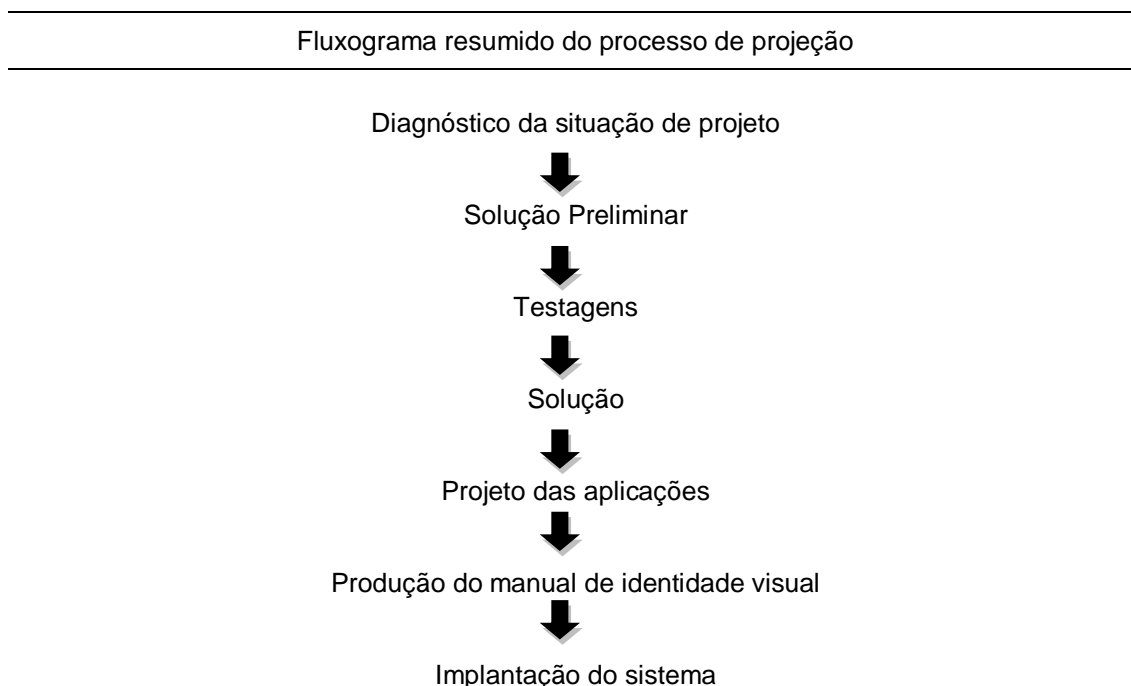 Fluxograma resumido do processo de projeção
Diagnóstico da situação de projeto
Solução Preliminar
Testagens
Solução
Projeto das aplicações
Produção do manual de identidade visual
Implantação do sistema